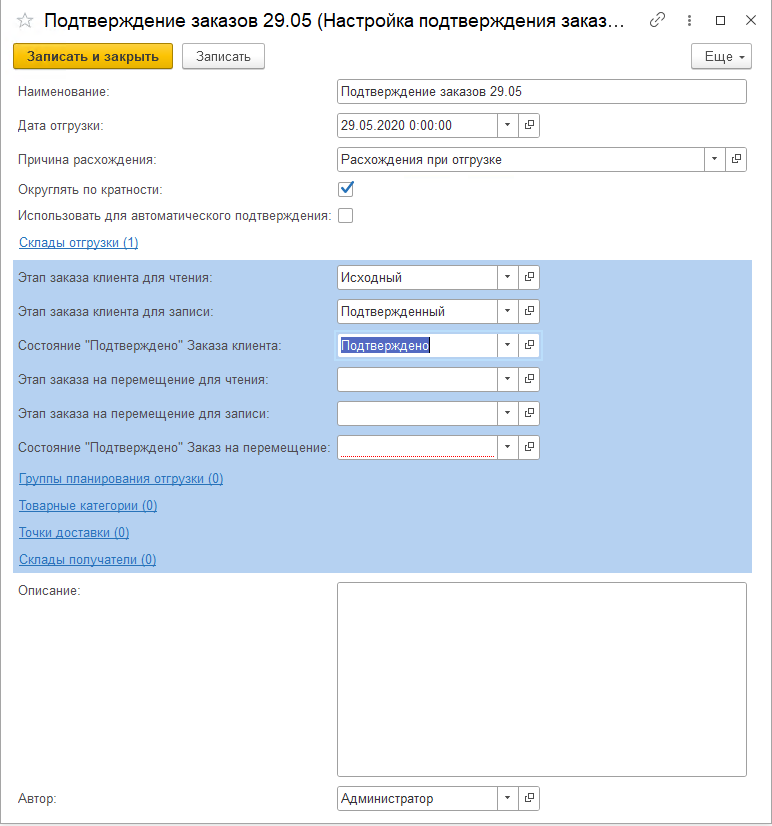 Подтверждение заказов 29.05 (Настройка подтверждения заказ...
Записать и закрыть Записать Еще
Наименование: Подтверждение заказов 29.05
Дата отгрузки: 29.05.2020 0:00:00
Причина расхождения: Расхождения при отгрузке
Округлять по кратности:
Использовать для автоматического подтверждения:
Склады отгрузки (1)
Этап заказа клиента для чтения: Исходный
Этап заказа клиента для записи: Подтвержденный
Состояние "Подтверждено" Заказа клиента: Подтверждено
Этап заказа на перемещение для чтения:
Этап заказа на перемещение для записи:
Состояние "Подтверждено" Заказ на перемещение:
Группы планирования отгрузки (0)
Товарные категории (0)
Точки доставки (0)
Склады получатели (0)
Описание:
Автор: Администратор